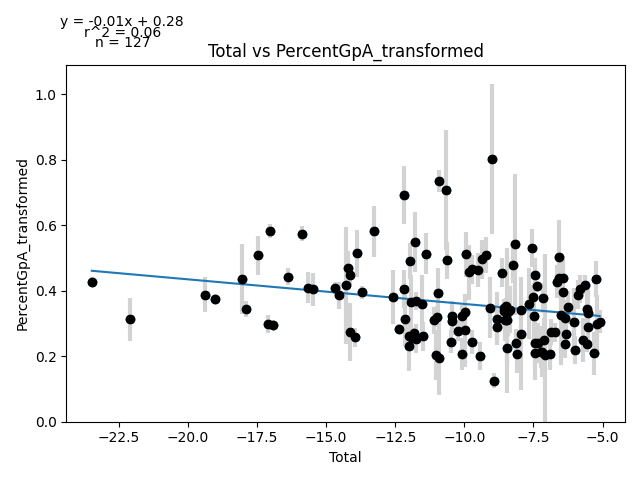 y = -0.01x + 0.28
r^2 = 0.06
n = 127
Total vs PercentGpA_transformed
PercentGpA_transformed
1.0
0.8
0.6
0.4
0.2
0.0
−22.5 −20.0 −17.5 −15.0 −12.5 −10.0 −7.5 −5.0
Total